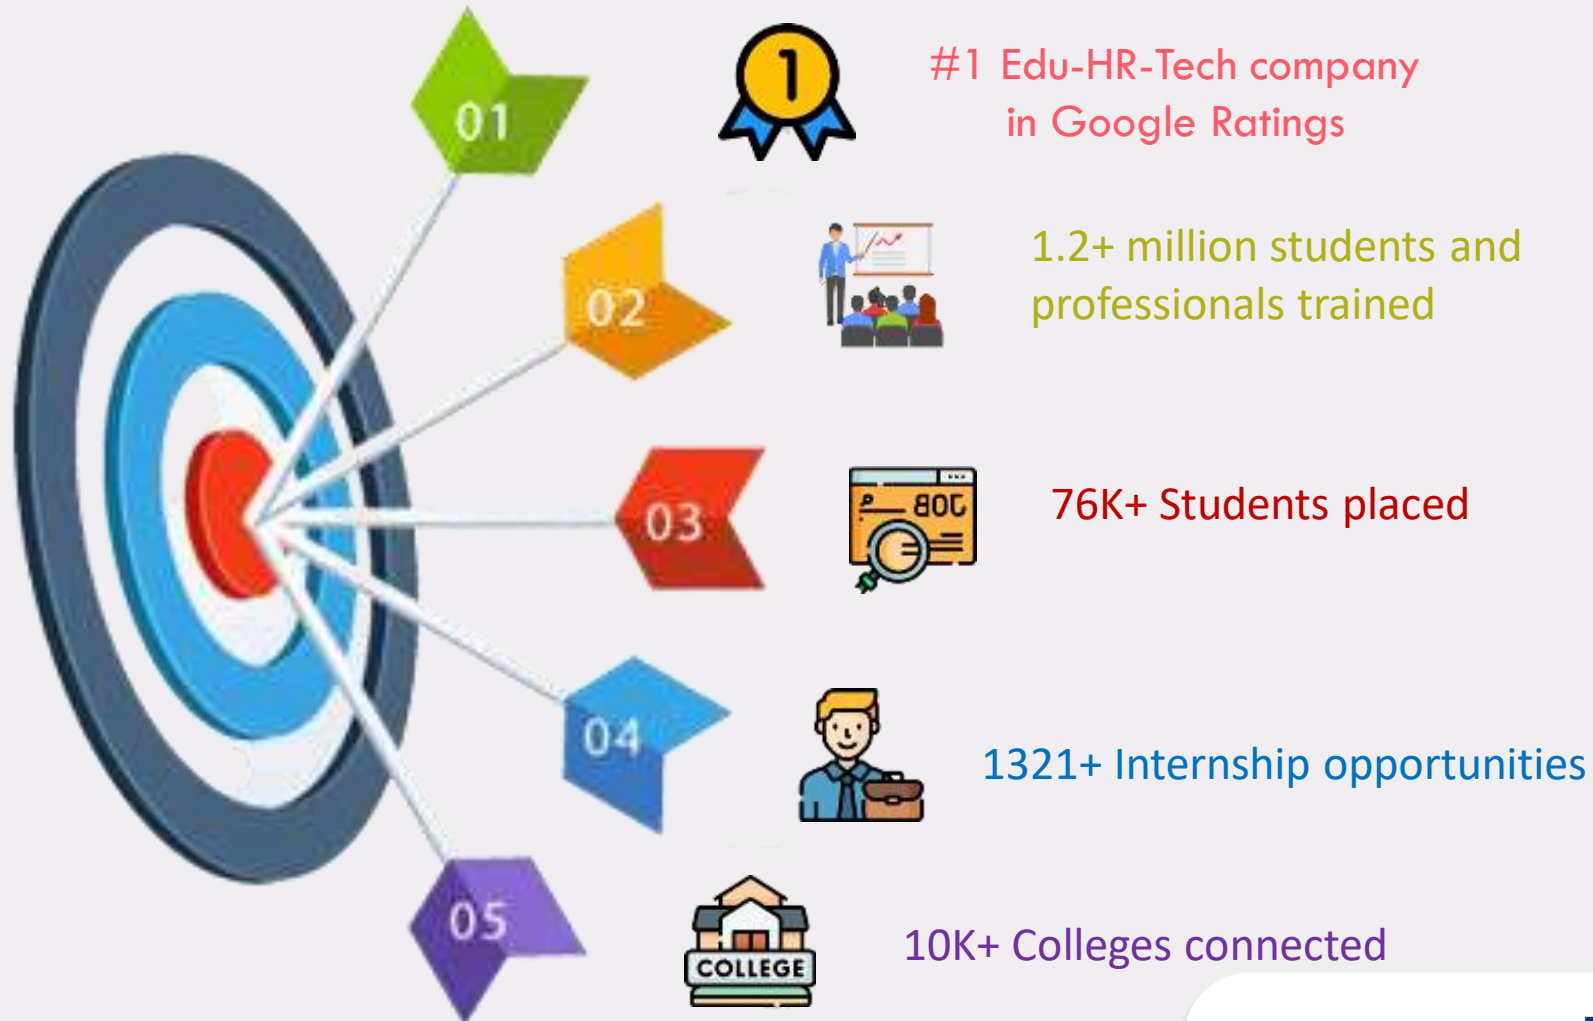 01
1
#1 Edu-HR-Tech company
in Google Ratings
02
1.2+ million students and
professionals trained
03
76K+ Students placed
04
1321+ Internship opportunities
05
COLLEGE
10K+ Colleges connected